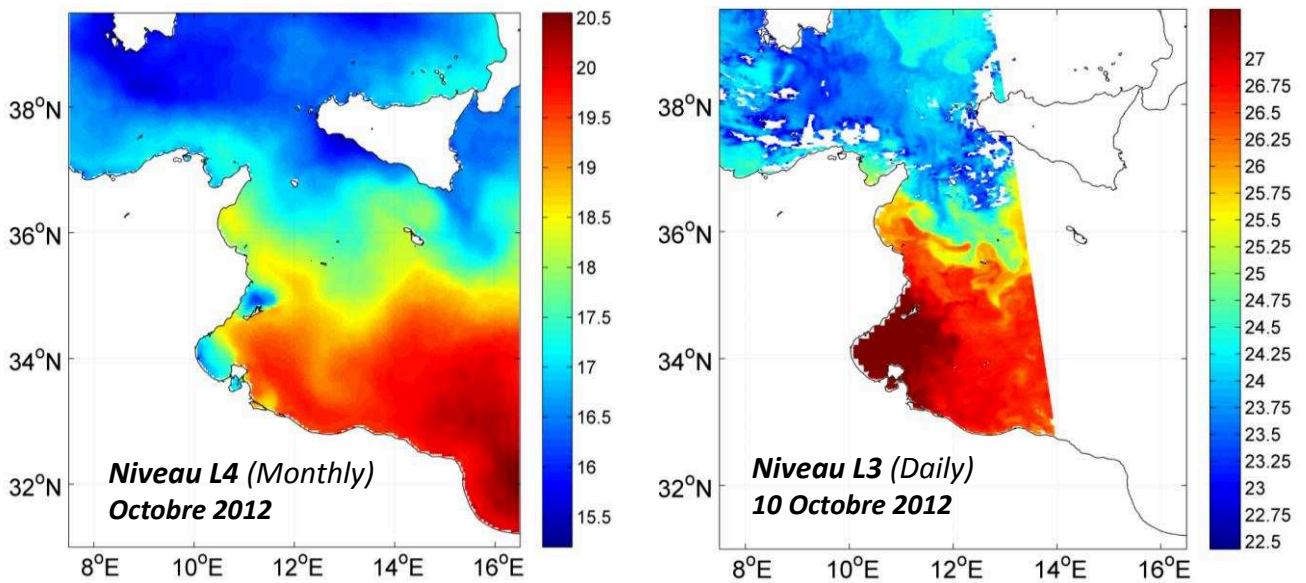 38°N
36°N
34°N
32°N
8°E
10°E
12°E
14°E
16°E
20.5
20
19.5
19
18.5
18
17.5
17
16.5
16
15.5
Niveau L4 (Monthly)
Octobre 2012
38°N
36°N
34°N
32°N
8°E
10°E
12°E
14°E
16°E
27
26.75
26.5
26.25
26
25.75
25.5
25.25
25
24.75
24.5
24.25
24
23.75
23.5
23.25
23
22.75
22.5
Niveau L3 (Daily)
10 Octobre 2012